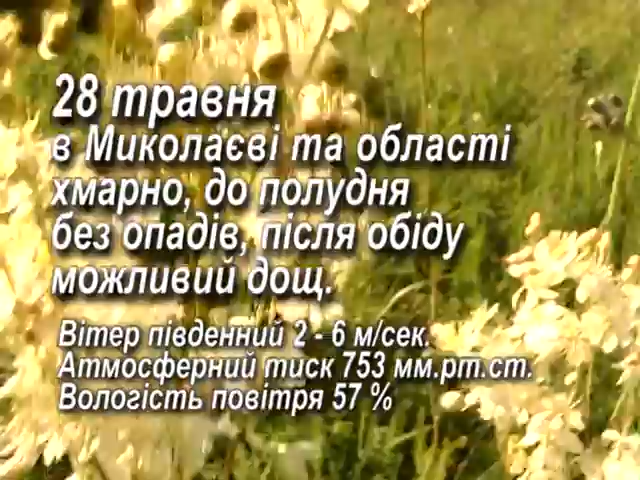 28 травня
в Миколаєві та області
хмарно, до полудня
без опадів, після обіду
можливий дощ.
Вітер південний 2 - 6 м/сек.
Атмосферний тиск 753 мм.рт.ст.
Вологість повітря 57 %